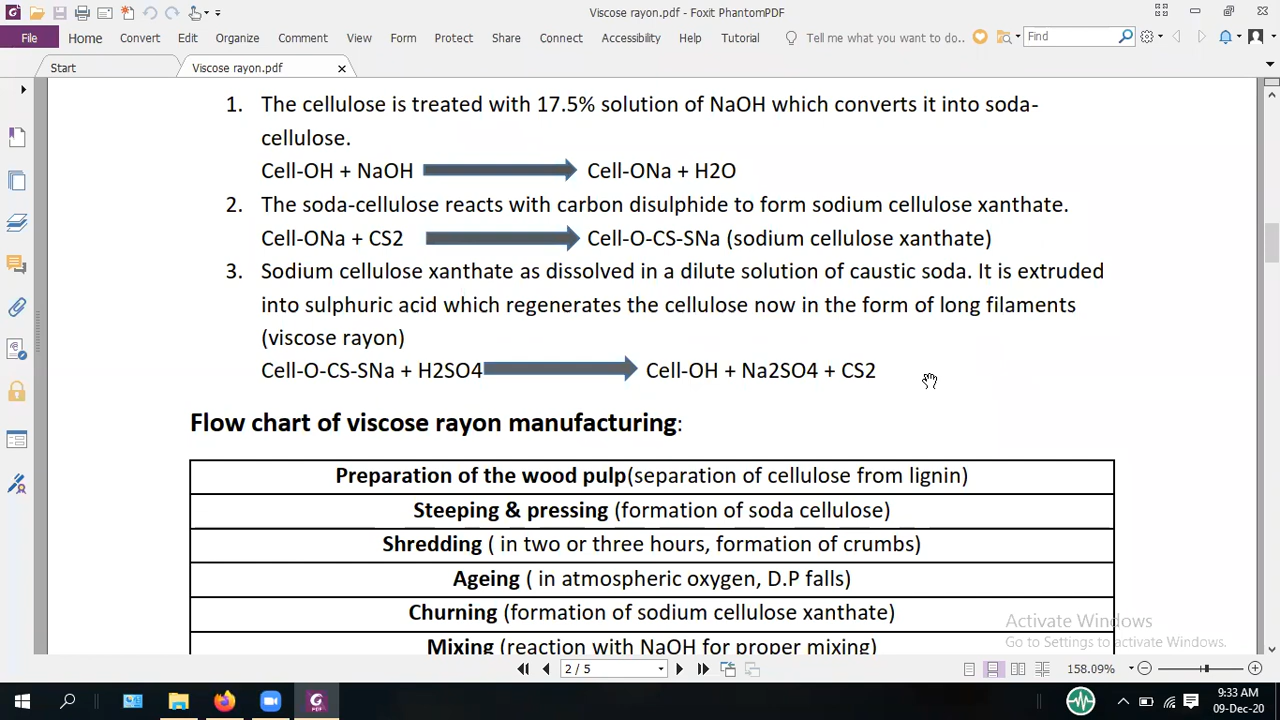 Viscose rayon.pdf - Foxit PhantomPDF
File Home Convert Edit Organize Comment View Form Protect Share Connect Accessibility Help Tutorial Tell me what you want to do.. Find
Start Viscose rayon.pdf
1. The cellulose is treated with 17.5% solution of NaOH which converts it into soda-
cellulose.
Cell-OH + NaOH Cell-ONa + H2O
2. The soda-cellulose reacts with carbon disulphide to form sodium cellulose xanthate.
Cell-ONa + CS2 Cell-O-CS-SNa (sodium cellulose xanthate)
3. Sodium cellulose xanthate as dissolved in a dilute solution of caustic soda. It is extruded
into sulphuric acid which regenerates the cellulose now in the form of long filaments
(viscose rayon)
Cell-O-CS-SNa + H2SO4 Cell-OH + Na2SO4 + CS2
Flow chart of viscose rayon manufacturing:
Preparation of the wood pulp(separation of cellulose from lignin)
Steeping & pressing (formation of soda cellulose)
Shredding ( in two or three hours, formation of crumbs)
Ageing ( in atmospheric oxygen, D.P falls)
Churning (formation of sodium cellulose xanthate)
Mixing (reaction with NaOH for proper mixing)
Activate Windows
Go to Settings to activate Windows.
2 / 5 158.09%
9:33 AM
09-Dec-20